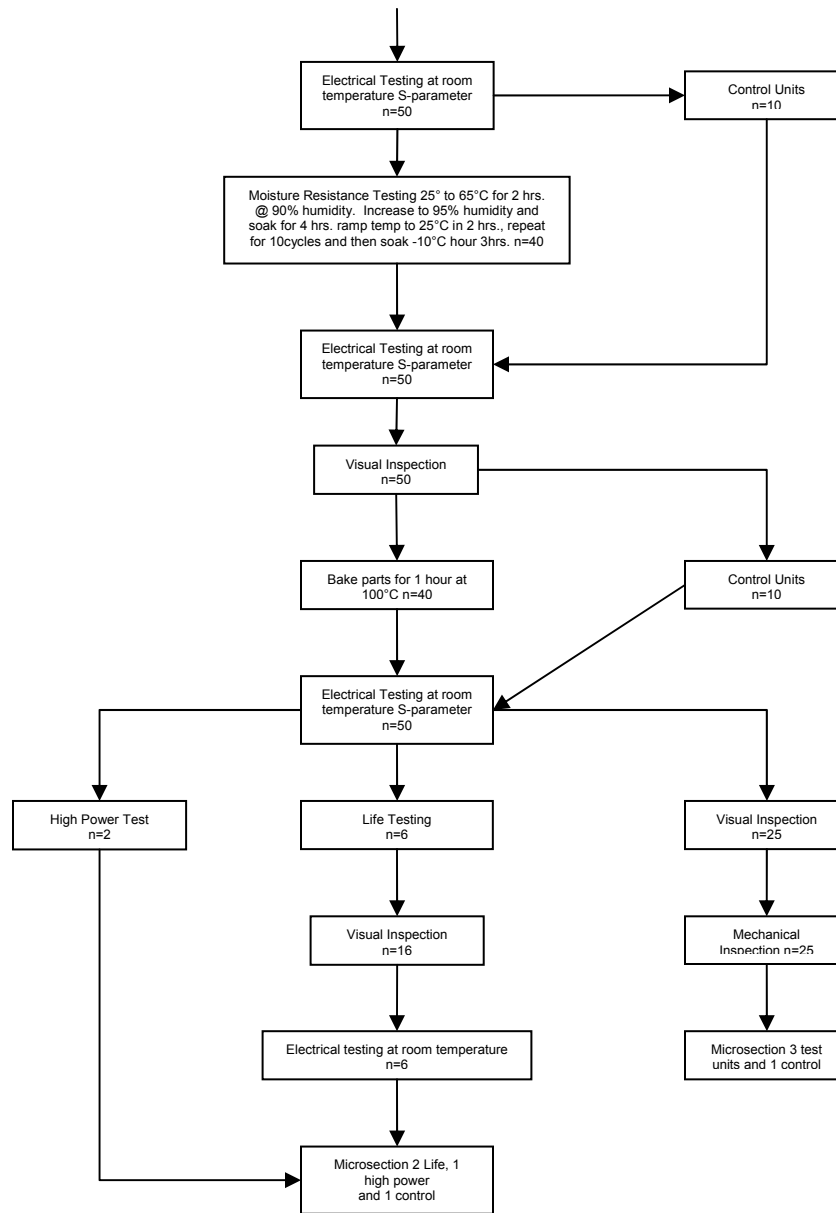 Electrical Testing at room
temperature S-parameter
n=50
Control Units
n=10
Moisture Resistance Testing 25° to 65°C for 2 hrs.
@ 90% humidity.  Increase to 95% humidity and
soak for 4 hrs. ramp temp to 25°C in 2 hrs., repeat
for 10cycles and then soak -10°C hour 3hrs. n=40
Electrical Testing at room
temperature S-parameter
n=50
Visual Inspection
n=50
Bake parts for 1 hour at
100°C n=40
Control Units
n=10
Electrical Testing at room
temperature S-parameter
n=50
High Power Test
n=2
Life Testing
n=6
Visual Inspection
n=25
Visual Inspection
n=16
Mechanical
Inspection n=25
Electrical testing at room temperature
n=6
Microsection 3 test
units and 1 control
Microsection 2 Life, 1
high power
and 1 control